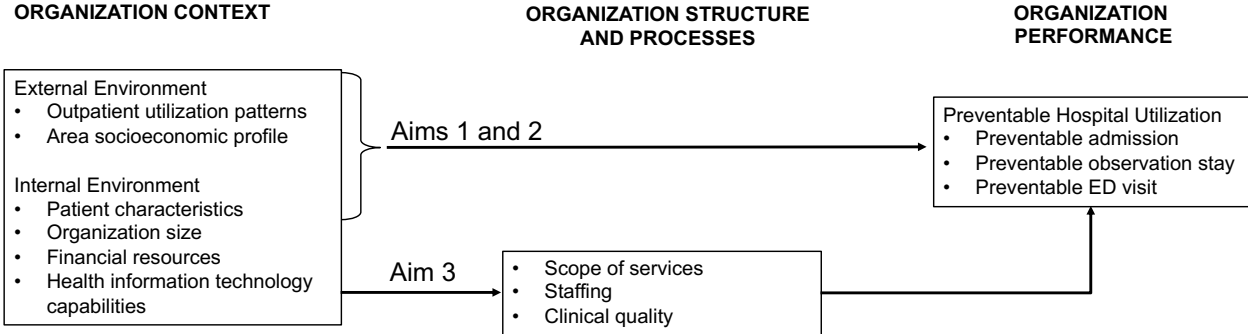 ORGANIZATION CONTEXT
ORGANIZATION STRUCTURE
AND PROCESSES
ORGANIZATION
PERFORMANCE
External Environment
• Outpatient utilization patterns
• Area socioeconomic profile
Internal Environment
• Patient characteristics
• Organization size
• Financial resources
• Health information technology
capabilities
Aims 1 and 2
Aim 3
• Scope of services
• Staffing
• Clinical quality
Preventable Hospital Utilization
• Preventable admission
• Preventable observation stay
• Preventable ED visit